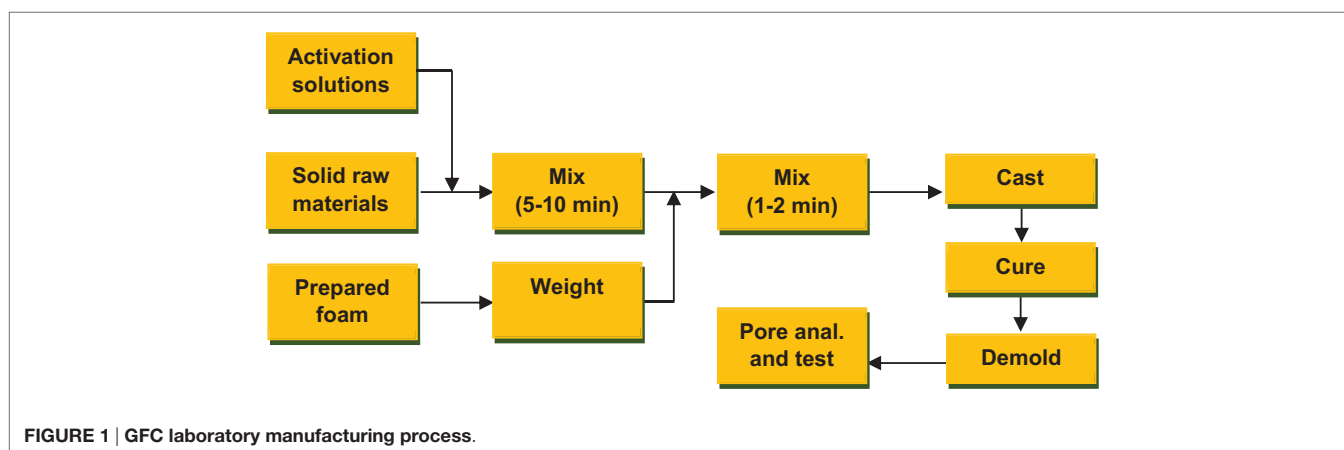 Activation
solutions
Solid raw
materials
Mix
(5-10 min)
Mix
(1-2 min)
Cast
Cure
Prepared
foam
Weight
Pore anal.
and test
Demold
FIGURE 1 | GFC laboratory manufacturing process.